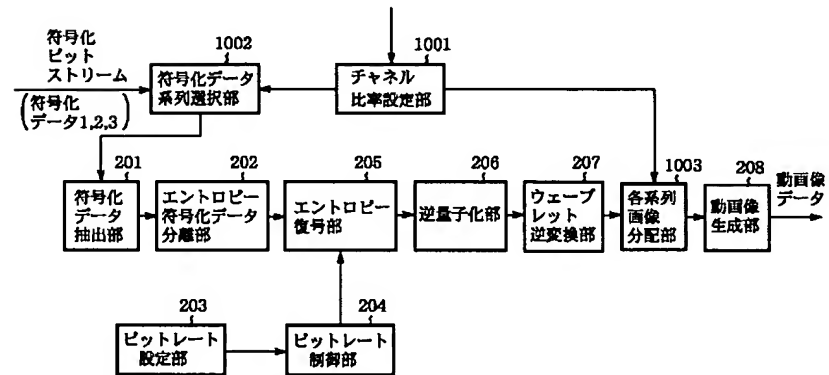 符号化
ビット
ストリーム
(符号化
データ1,2,3)
1002
符号化データ
系列選択部
1001
チャネル
比率設定部
201
符号化
データ
抽出部
202
エントロピー
符号化データ
分離部
205
エントロピー
復号部
206
逆量子化部
207
ウェーブ
レット
逆変換部
1003
各系列
画像
分配部
208
動画像
生成部
動画像
データ
203
ビットレート
設定部
204
ビットレート
制御部